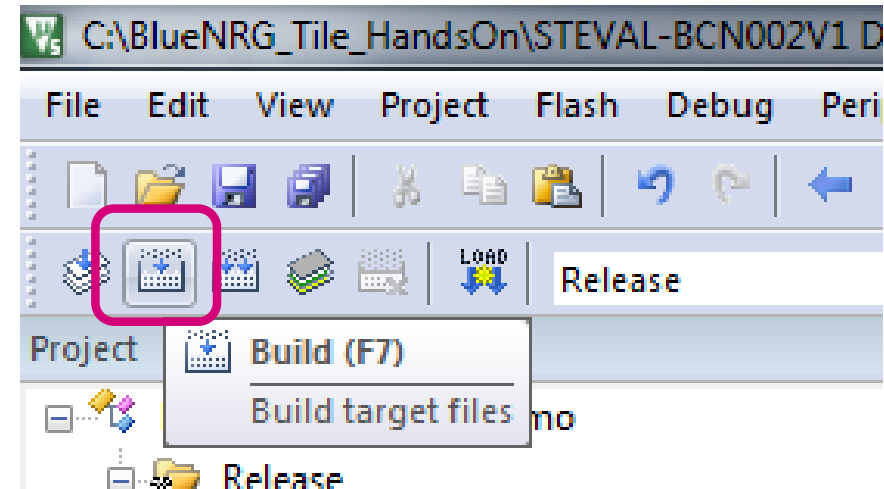 C:\BlueNRG_Tile_HandsOn\STEVAL-BCN002V1 D
File Edit View Project Flash Debug Peri
LOAD
Release
Project
Build (F7)
Build target files
mo
Release